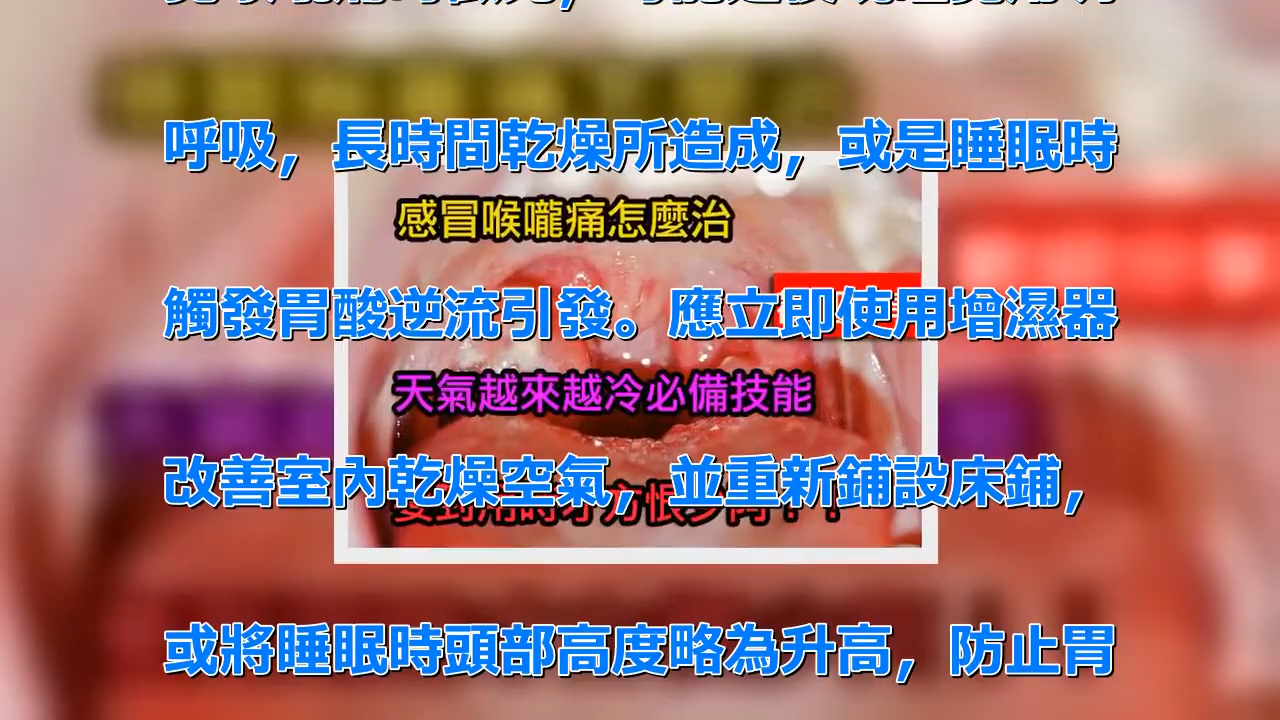 呼吸，長時間乾燥所造成，或是睡眠時
感冒喉嚨痛怎麼治
觸發胃酸逆流引發。應立即使用增濕器
天氣越來越冷必備技能
改善室內乾燥空氣，並重新鋪設床鋪，
或將睡眠時頭部高度略為升高，防止胃